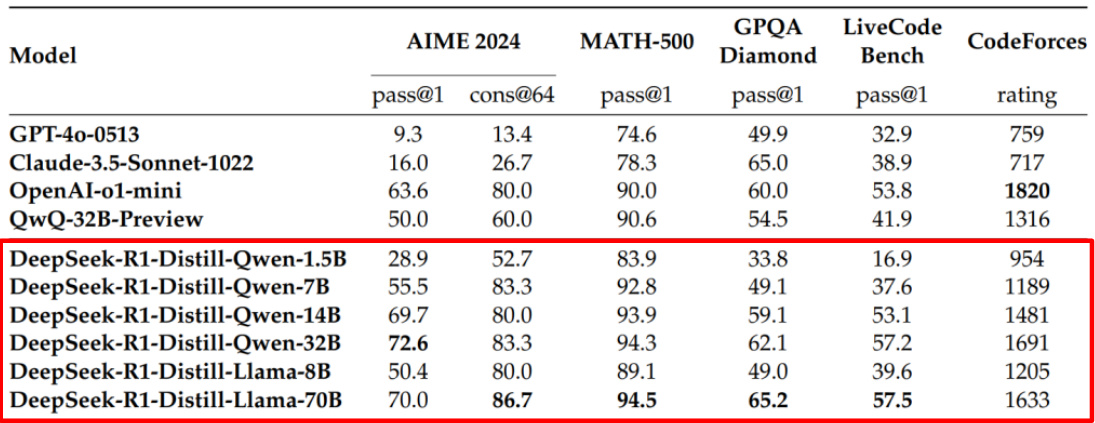 Model AIME 2024 MATH-500 GPQA Diamond LiveCode Bench CodeForces
pass@1 cons@64 pass@1 pass@1 pass@1 rating
GPT-4o-0513 9.3 13.4 74.6 49.9 32.9 759
Claude-3.5-Sonnet-1022 16.0 26.7 78.3 65.0 38.9 717
OpenAI-o1-mini 63.6 80.0 90.0 60.0 53.8 1820
QwQ-32B-Preview 50.0 60.0 90.6 54.5 41.9 1316
DeepSeek-R1-Distill-Qwen-1.5B 28.9 52.7 83.9 33.8 16.9 954
DeepSeek-R1-Distill-Qwen-7B 55.5 83.3 92.8 49.1 37.6 1189
DeepSeek-R1-Distill-Qwen-14B 69.7 80.0 93.9 59.1 53.1 1481
DeepSeek-R1-Distill-Qwen-32B 72.6 83.3 94.3 62.1 57.2 1691
DeepSeek-R1-Distill-Llama-8B 50.4 80.0 89.1 49.0 39.6 1205
DeepSeek-R1-Distill-Llama-70B 70.0 86.7 94.5 65.2 57.5 1633